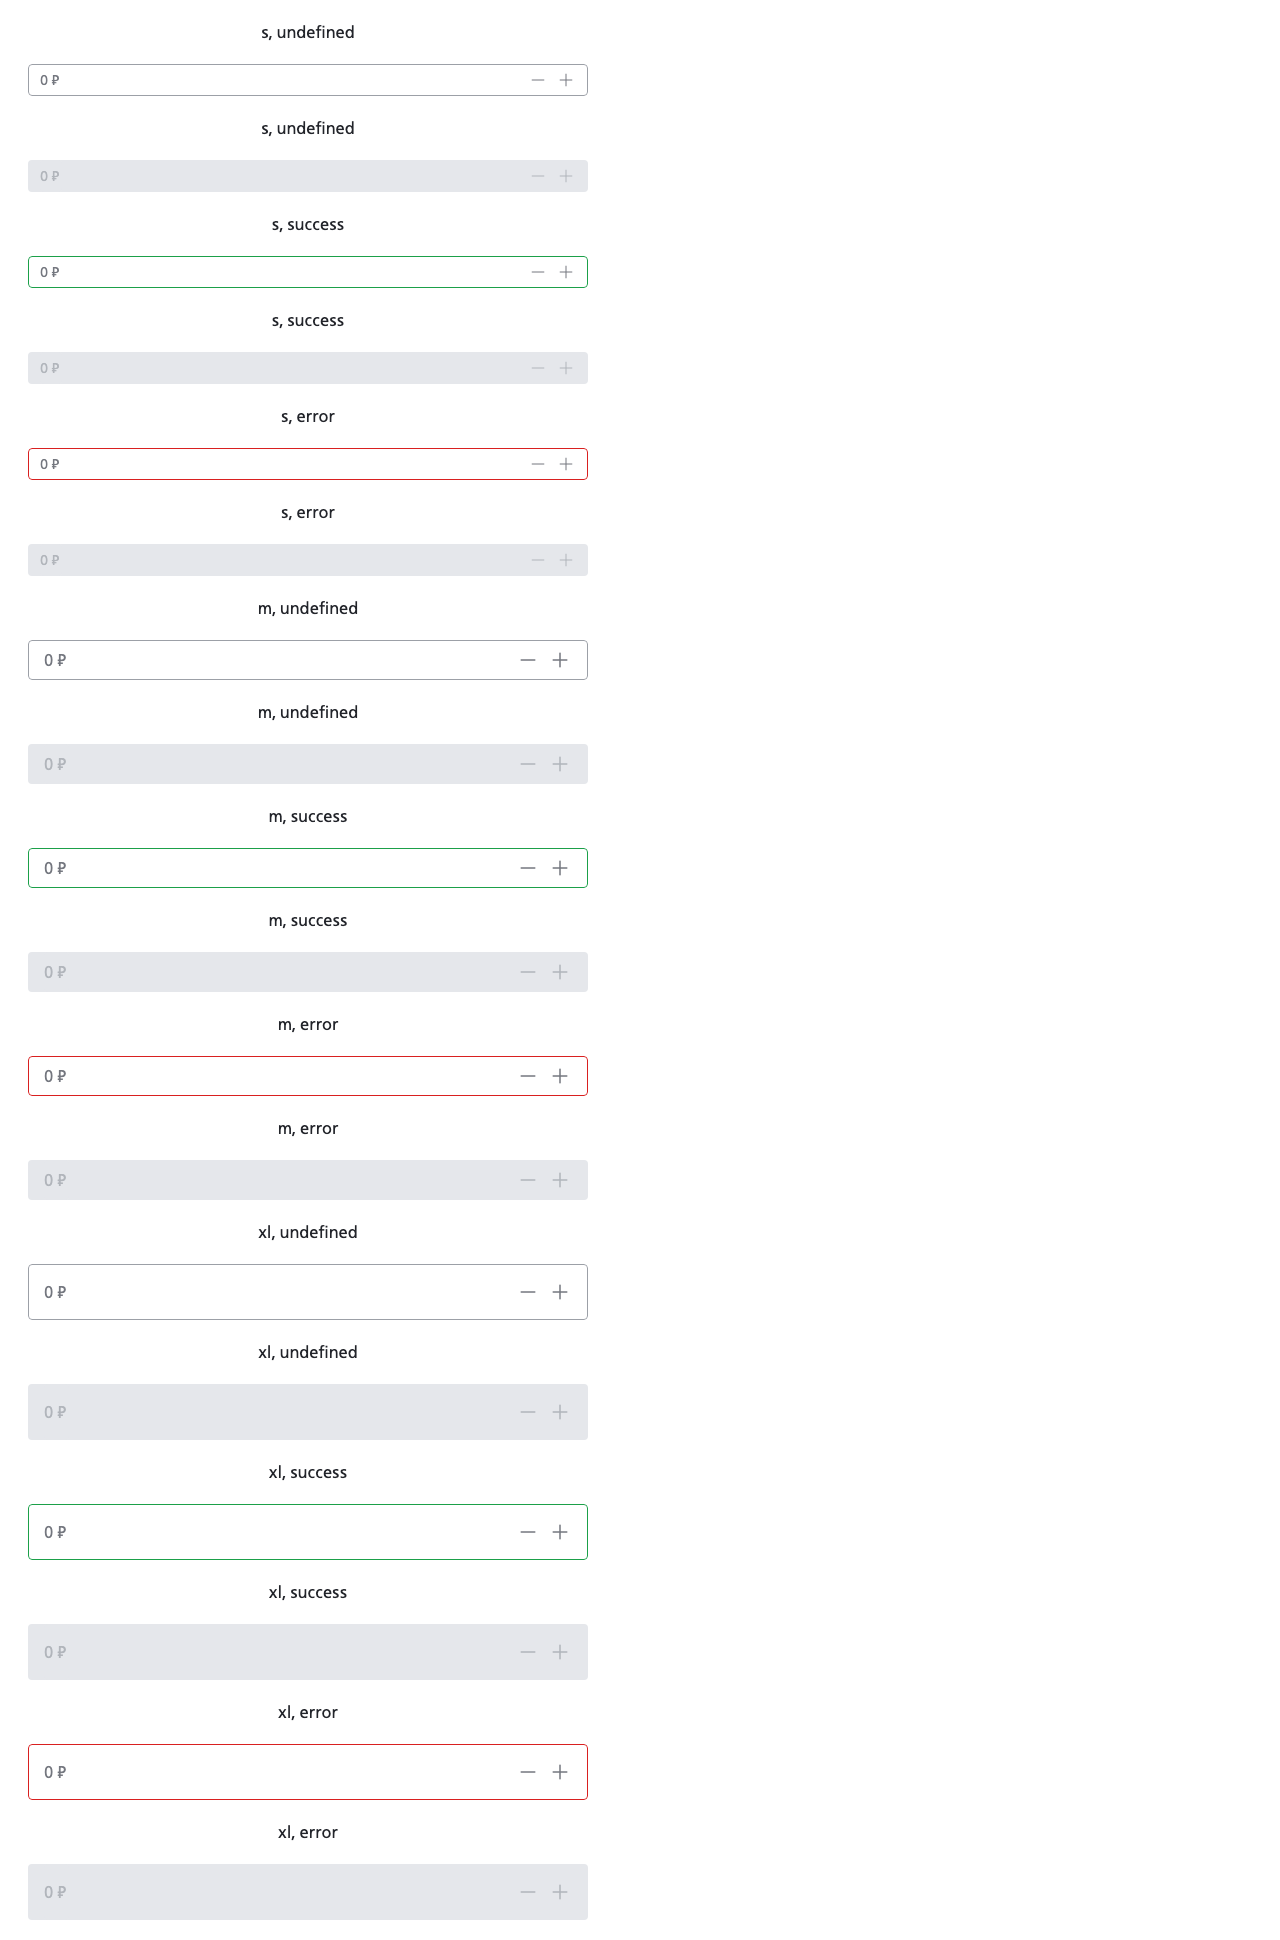 s, undefined
0 ₽
s, undefined
0 ₽
s, success
0 ₽
s, success
0 ₽
s, error
0 ₽
s, error
0 ₽
m, undefined
0 ₽
m, undefined
0 ₽
m, success
0 ₽
m, success
0 ₽
m, error
0 ₽
m, error
0 ₽
xl, undefined
0 ₽
xl, undefined
0 ₽
xl, success
0 ₽
xl, success
0 ₽
xl, error
0 ₽
xl, error
0 ₽